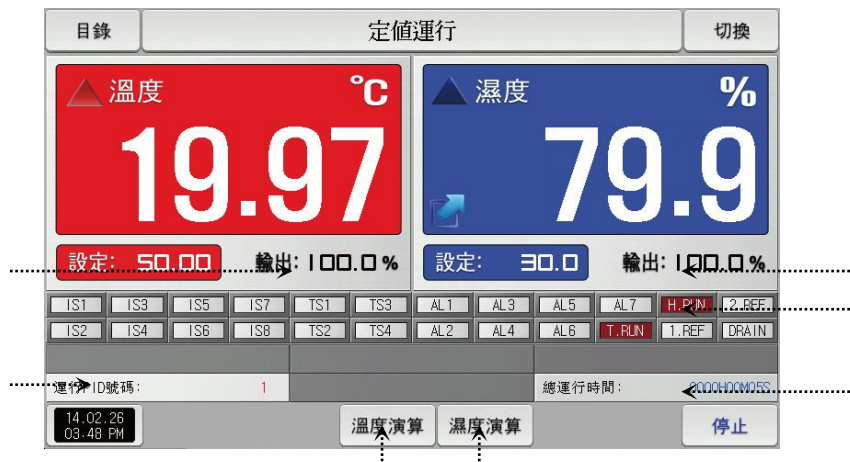 目錄 定值運行 切換
溫度 °C 濕度 %
19.97 79.9
設定: 50.00 輸出: 100.0 % 設定: 30.0 輸出: 100.0 %
IS1 IS3 IS5 IS7 TS1 TS3 AL1 AL3 AL5 AL7 H.RUN 2.REF
IS2 IS4 IS6 IS8 TS2 TS4 AL2 AL4 AL6 T.RUN 1.REF DRAIN
運行PID號碼: 1 總運行時間: 0000H00M05S
14.02.26
03-48 PM
溫度演算 濕度演算 停止